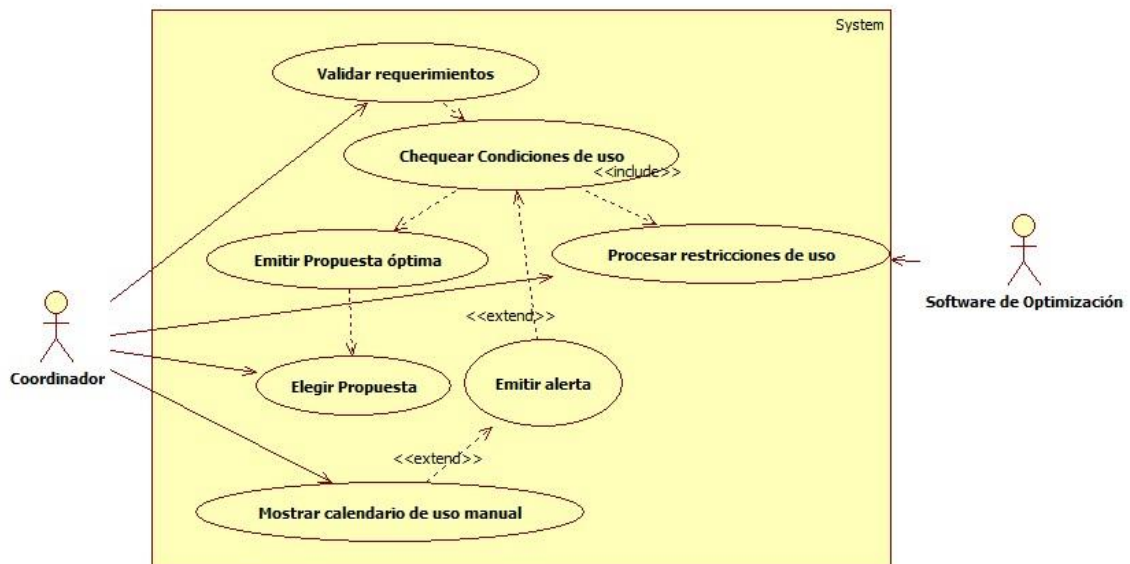 System
Validar requerimientos
Chequear Condiciones de uso
<<include>>
Emitir Propuesta óptima
Procesar restricciones de uso
Software de Optimización
<<extend>>
Coordinador
Elegir Propuesta
Emitir alerta
<<extend>>
Mostrar calendario de uso manual